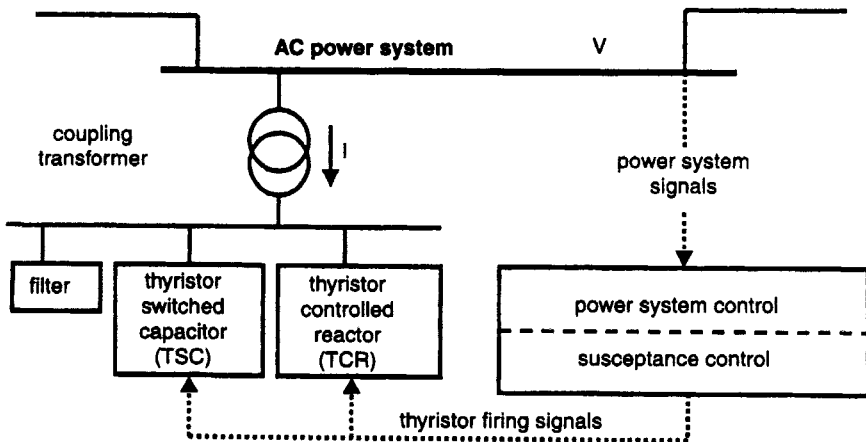 AC power system
V
coupling
transformer
I
power system
signals
filter
thyristor
switched
capacitor
(TSC)
thyristor
controlled
reactor
(TCR)
power system control
susceptance control
thyristor firing signals